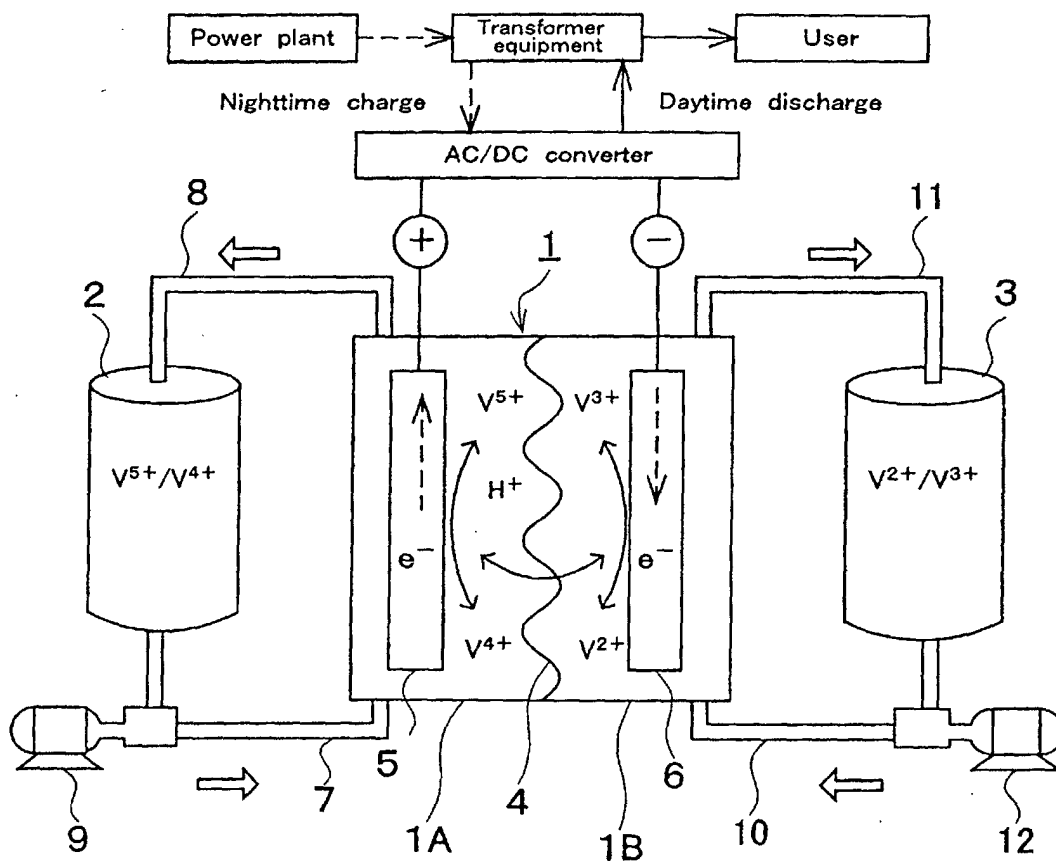 Power plant
Transformer
equipment
User
Nighttime charge
Daytime discharge
AC/DC converter
8
+
−
11
1
2
3
V5+
V3+
V5+/V4+
H+
V2+/V3+
e−
e−
V4+
V2+
5
4
6
7
10
9
1A
1B
12